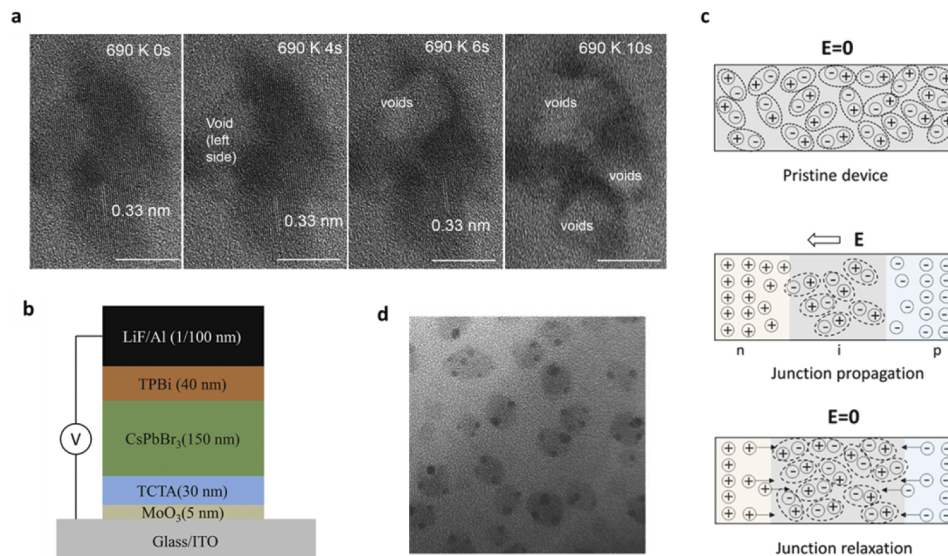 a
690 K 0s
690 K 4s
690 K 6s
690 K 10s
Void
(left
side)
voids
voids
voids
voids
0.33 nm
0.33 nm
0.33 nm
b
LiF/Al (1/100 nm)
TPBi (40 nm)
CsPbBr₃(150 nm)
TCTA(30 nm)
MoO₃(5 nm)
Glass/ITO
V
d
c
E=0
Pristine device
E
n i p
Junction propagation
E=0
Junction relaxation